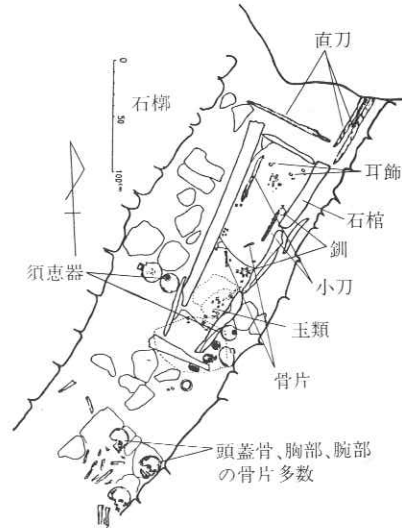 直刀
0
石槨
50
100cm
耳飾
石棺
釧
小刀
須恵器
玉類
骨片
頭蓋骨、胸部、腕部
の骨片多数